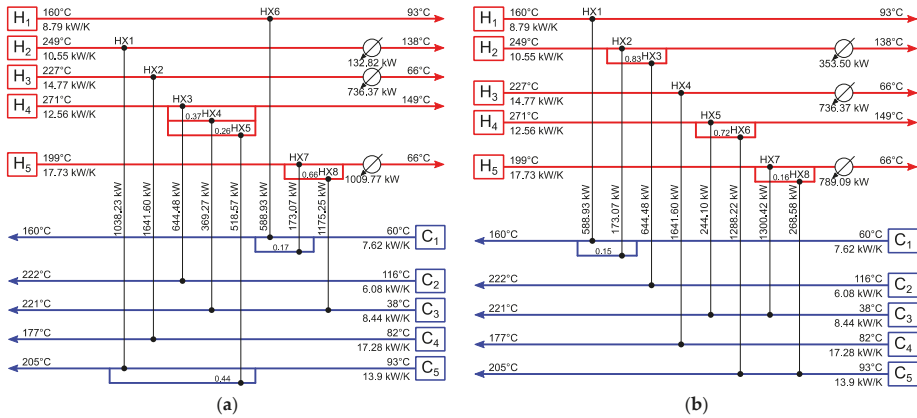 H1 160°C HX6 93°C
8.79 kW/K
H2 249°C HX1 138°C
10.55 kW/K 132.82 kW
H3 227°C HX2 66°C
14.77 kW/K 736.37 kW
H4 271°C HX3 149°C
12.56 kW/K 0.37 HX4
0.26 HX5
H5 199°C HX7 66°C
17.73 kW/K 0.66 HX8 1009.77 kW
1038.23 kW 1641.60 kW 644.48 kW 369.27 kW 518.57 kW 588.93 kW 173.07 kW 1175.25 kW
160°C 60°C C1
0.17 7.62 kW/K
222°C 116°C C2
6.08 kW/K
221°C 38°C C3
8.44 kW/K
177°C 82°C C4
17.28 kW/K
205°C 93°C C5
0.44 13.9 kW/K
(a)
H1 160°C HX1 93°C
8.79 kW/K
H2 249°C HX2 138°C
10.55 kW/K 0.83 HX3 353.50 kW
H3 227°C HX4 66°C
14.77 kW/K 736.37 kW
H4 271°C HX5 149°C
12.56 kW/K 0.72 HX6
H5 199°C HX7 66°C
17.73 kW/K 0.16 HX8 789.09 kW
588.93 kW 173.07 kW 644.48 kW 1641.60 kW 244.10 kW 1288.22 kW 1300.42 kW 268.58 kW
160°C 60°C C1
0.15 7.62 kW/K
222°C 116°C C2
6.08 kW/K
221°C 38°C C3
8.44 kW/K
177°C 82°C C4
17.28 kW/K
205°C 93°C C5
13.9 kW/K
(b)